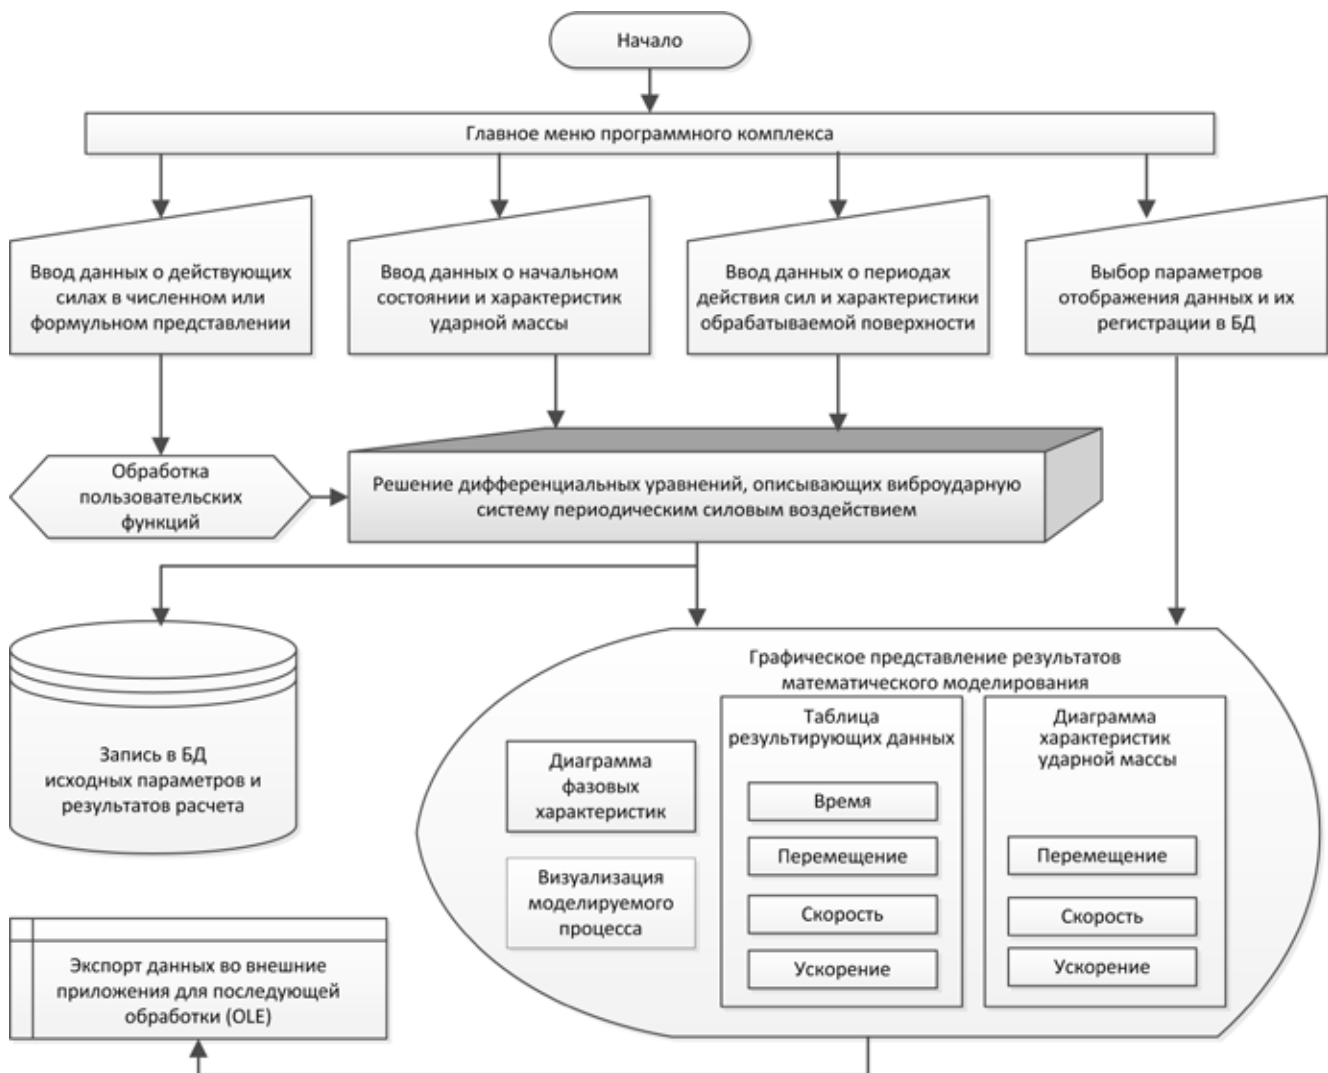 Начало
Главное меню программного комплекса
Ввод данных о действующих
силах в численном или
формульном представлении
Ввод данных о начальном
состоянии и характеристик
ударной массы
Ввод данных о периодах
действия сил и характеристики
обрабатываемой поверхности
Выбор параметров
отображения данных и их
регистрации в БД
Обработка
пользовательских
функций
Решение дифференциальных уравнений, описывающих виброударную
систему периодическим силовым воздействием
Запись в БД
исходных параметров и
результатов расчета
Графическое представление результатов
математического моделирования
Диаграмма
фазовых
характеристик
Визуализация
моделируемого
процесса
Таблица
результирующих данных
Время
Перемещение
Скорость
Ускорение
Диаграмма
характеристик
ударной массы
Перемещение
Скорость
Ускорение
Экспорт данных во внешние
приложения для последующей
обработки (OLE)